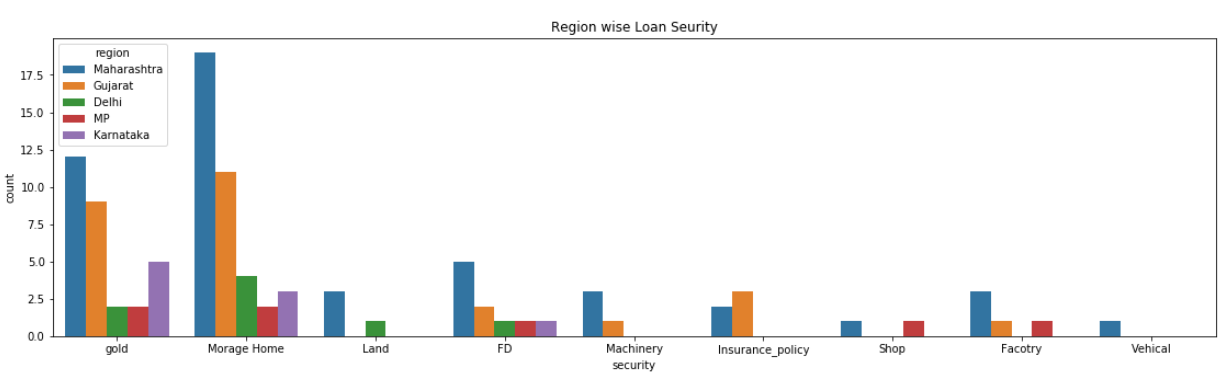 Region wise Loan Seurity
region
Maharashtra
Gujarat
Delhi
MP
Karnataka
17.5
15.0
12.5
10.0
7.5
5.0
2.5
0.0
count
gold Morage Home Land FD Machinery Insurance_policy Shop Facotry Vehical
security